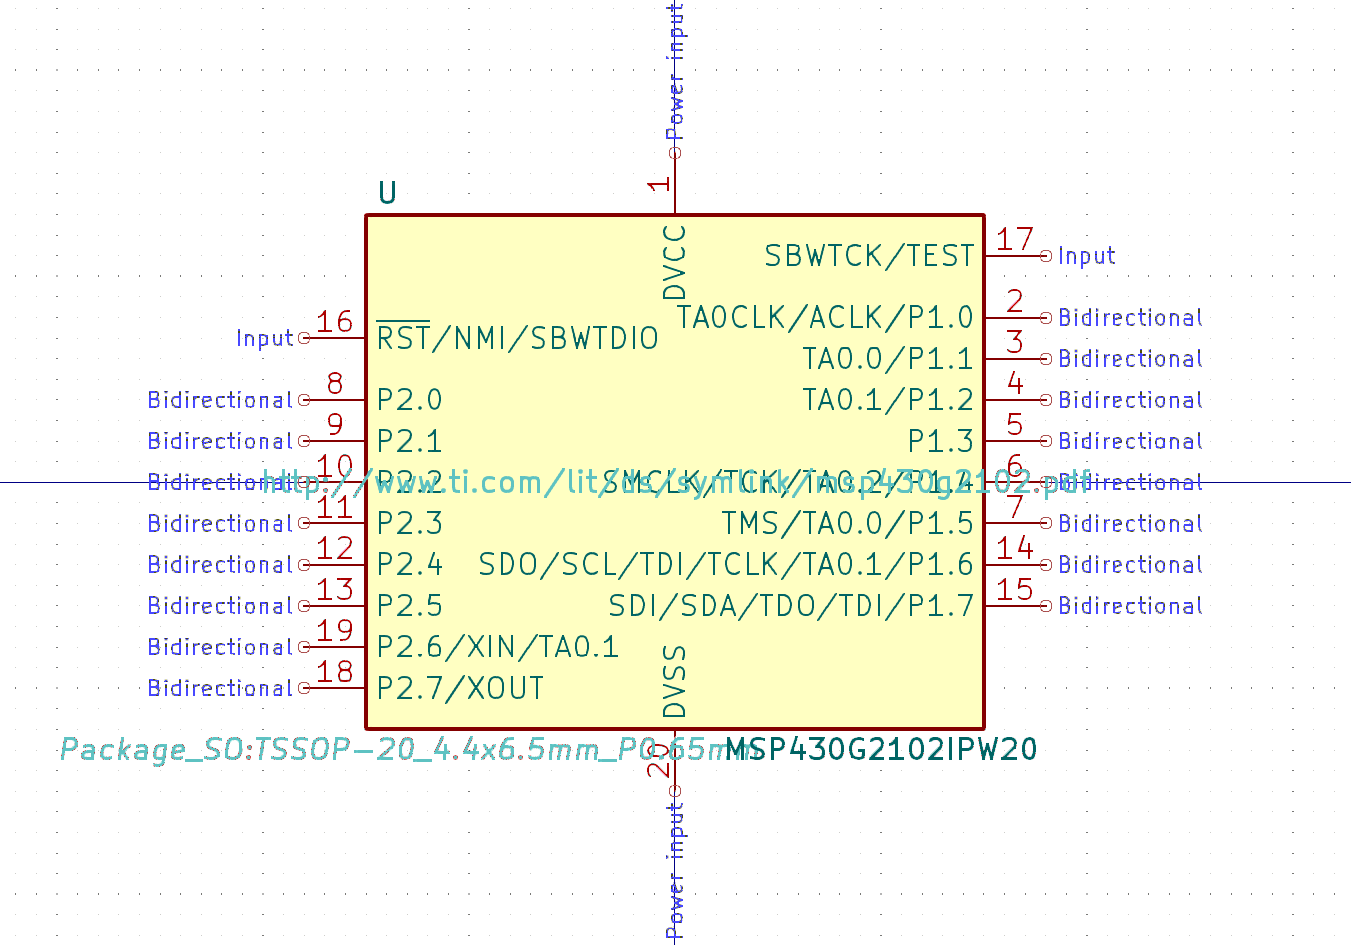 Power input
1
U
DVCC
SBWTCK/TEST 17 Input
TA0CLK/ACLK/P1.0 2 Bidirectional
Input 16 RST/NMI/SBWTDIO
TA0.0/P1.1 3 Bidirectional
Bidirectional 8 P2.0 TA0.1/P1.2 4 Bidirectional
Bidirectional 9 P2.1 P1.3 5 Bidirectional
Bidirectional 10 P2.2 SMCLK/TCK/TA0.2/P1.4 6 Bidirectional
http://www.ti.com/lit/ds/symlink/msp430g2102.pdf
Bidirectional 11 P2.3 TMS/TA0.0/P1.5 7 Bidirectional
Bidirectional 12 P2.4 SDO/SCL/TDI/TCLK/TA0.1/P1.6 14 Bidirectional
Bidirectional 13 P2.5 SDI/SDA/TDO/TDI/P1.7 15 Bidirectional
Bidirectional 19 P2.6/XIN/TA0.1
Bidirectional 18 P2.7/XOUT
DVSS
Package_SO:TSSOP-20_4.4x6.5mm_P0.65mm
MSP430G2102IPW20
20
Power input